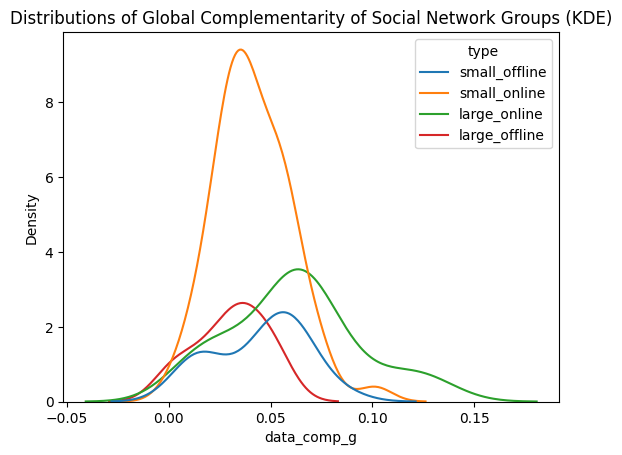 Distributions of Global Complementarity of Social Network Groups (KDE)
type
small_offline
small_online
large_online
large_offline
Density
8
6
4
2
0
−0.05
0.00
0.05
0.10
0.15
data_comp_g